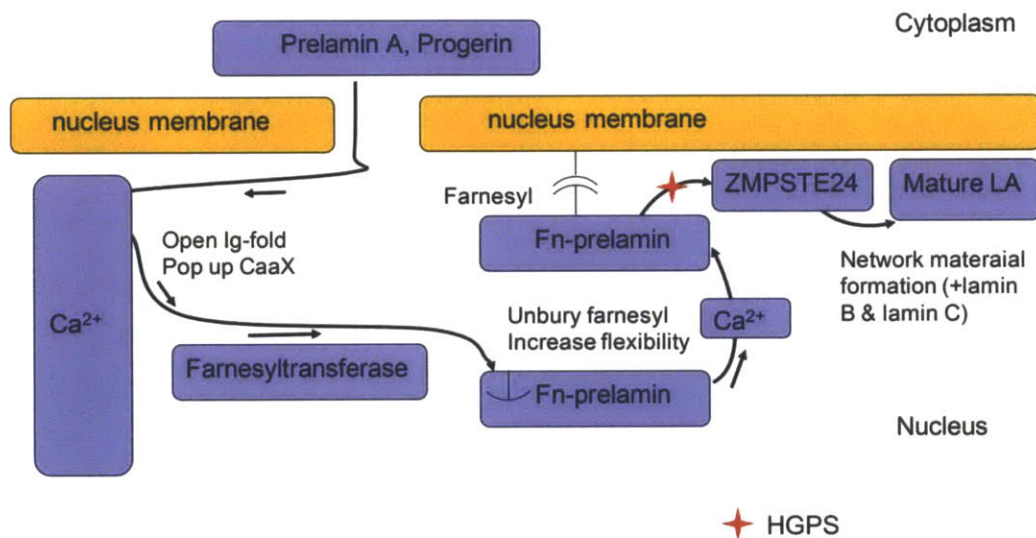 Cytoplasm
Prelamin A, Progerin
nucleus membrane
nucleus membrane
Farnesyl
ZMPSTE24
Mature LA
Fn-prelamin
Open Ig-fold
Pop up CaaX
Network mateaial
formation (+lamin
B & lamin C)
Ca²⁺
Unbury farnesyl
Increase flexibility
Ca²⁺
Farnesyltransferase
Fn-prelamin
Nucleus
HGPS